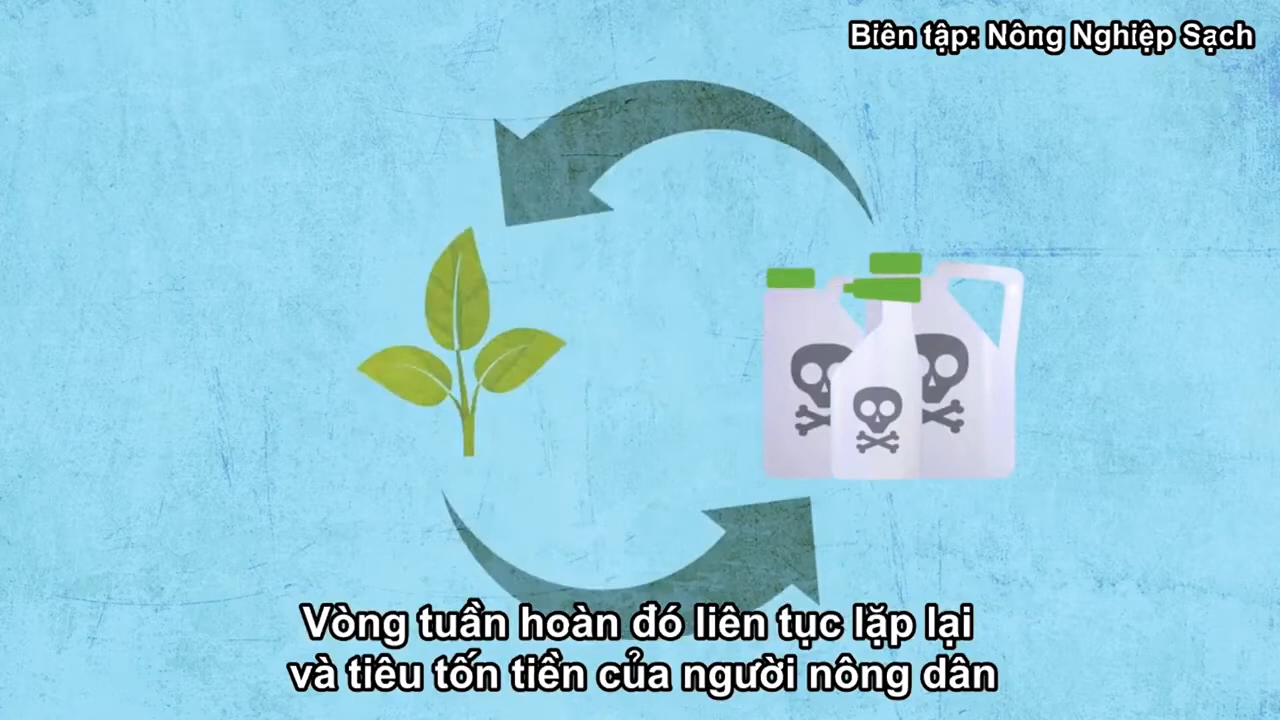 Biên tập: Nông Nghiệp Sạch
Vòng tuần hoàn đó liên tục lặp lại
và tiêu tốn tiền của người nông dân